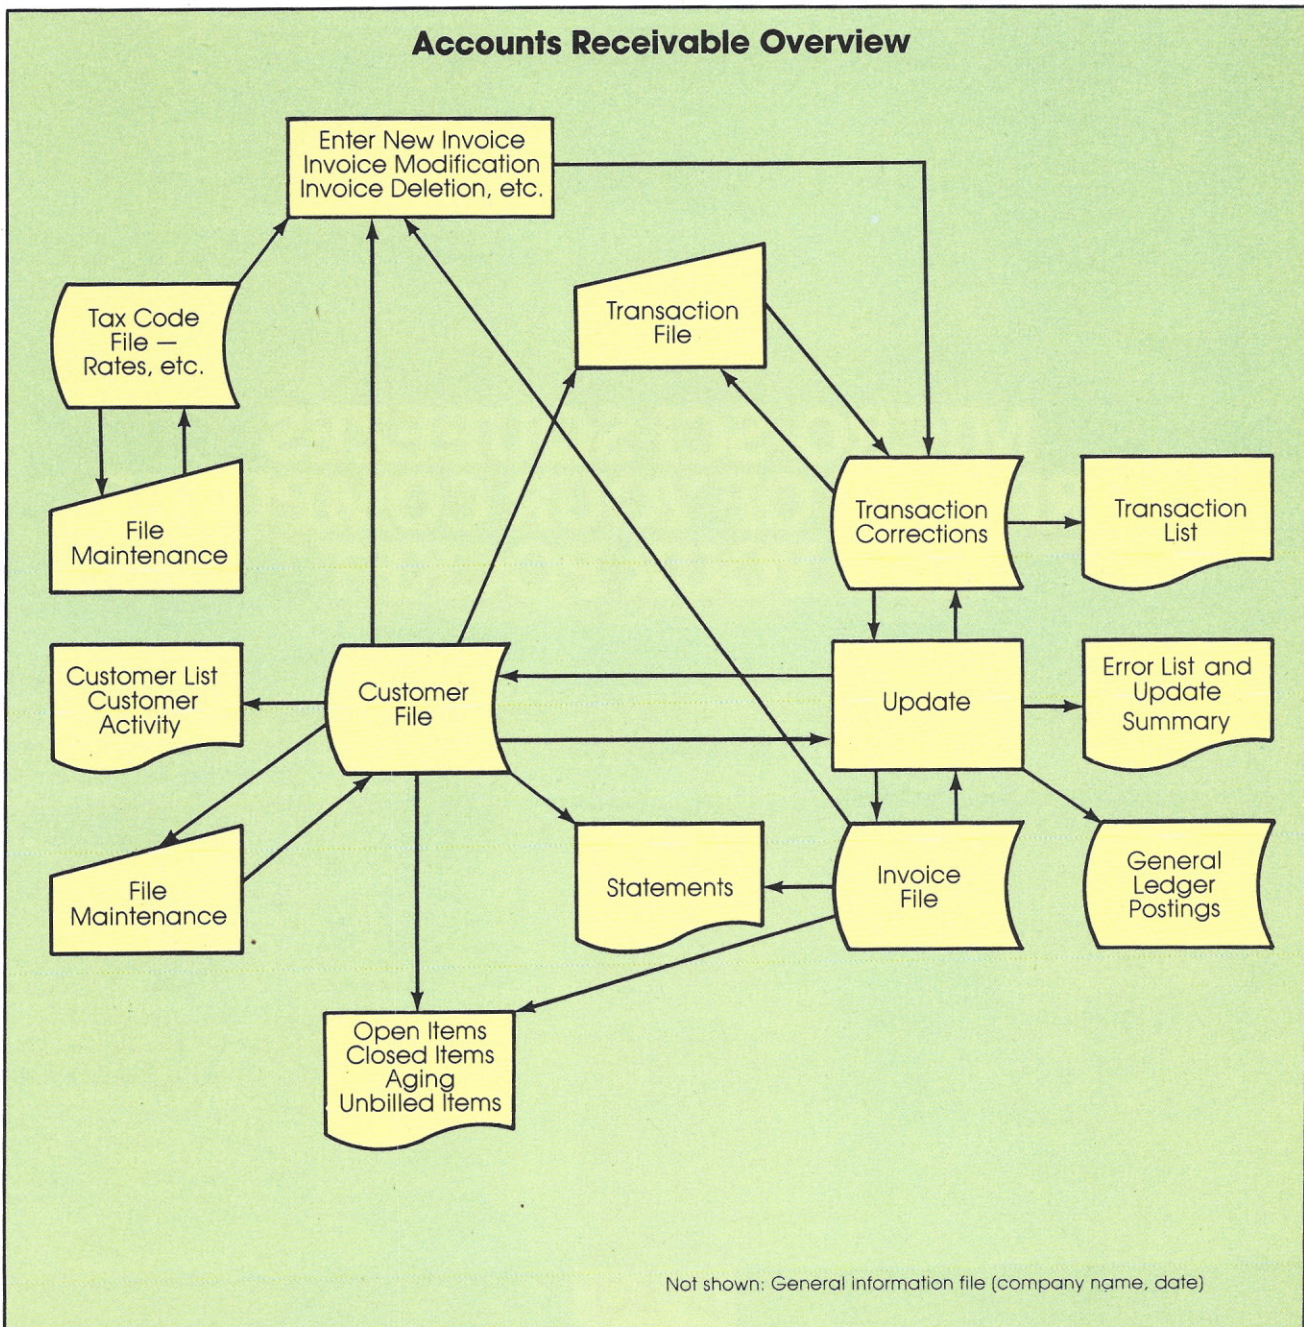 Accounts Receivable Overview
Enter New Invoice
Invoice Modification
Invoice Deletion, etc.
Tax Code
File —
Rates, etc.
Transaction
File
File
Maintenance
Transaction
Corrections
Transaction
List
Customer List
Customer
Activity
Customer
File
Update
Error List and
Update
Summary
File
Maintenance
Statements
Invoice
File
General
Ledger
Postings
Open Items
Closed Items
Aging
Unbilled Items
Not shown: General information file (company name, date)